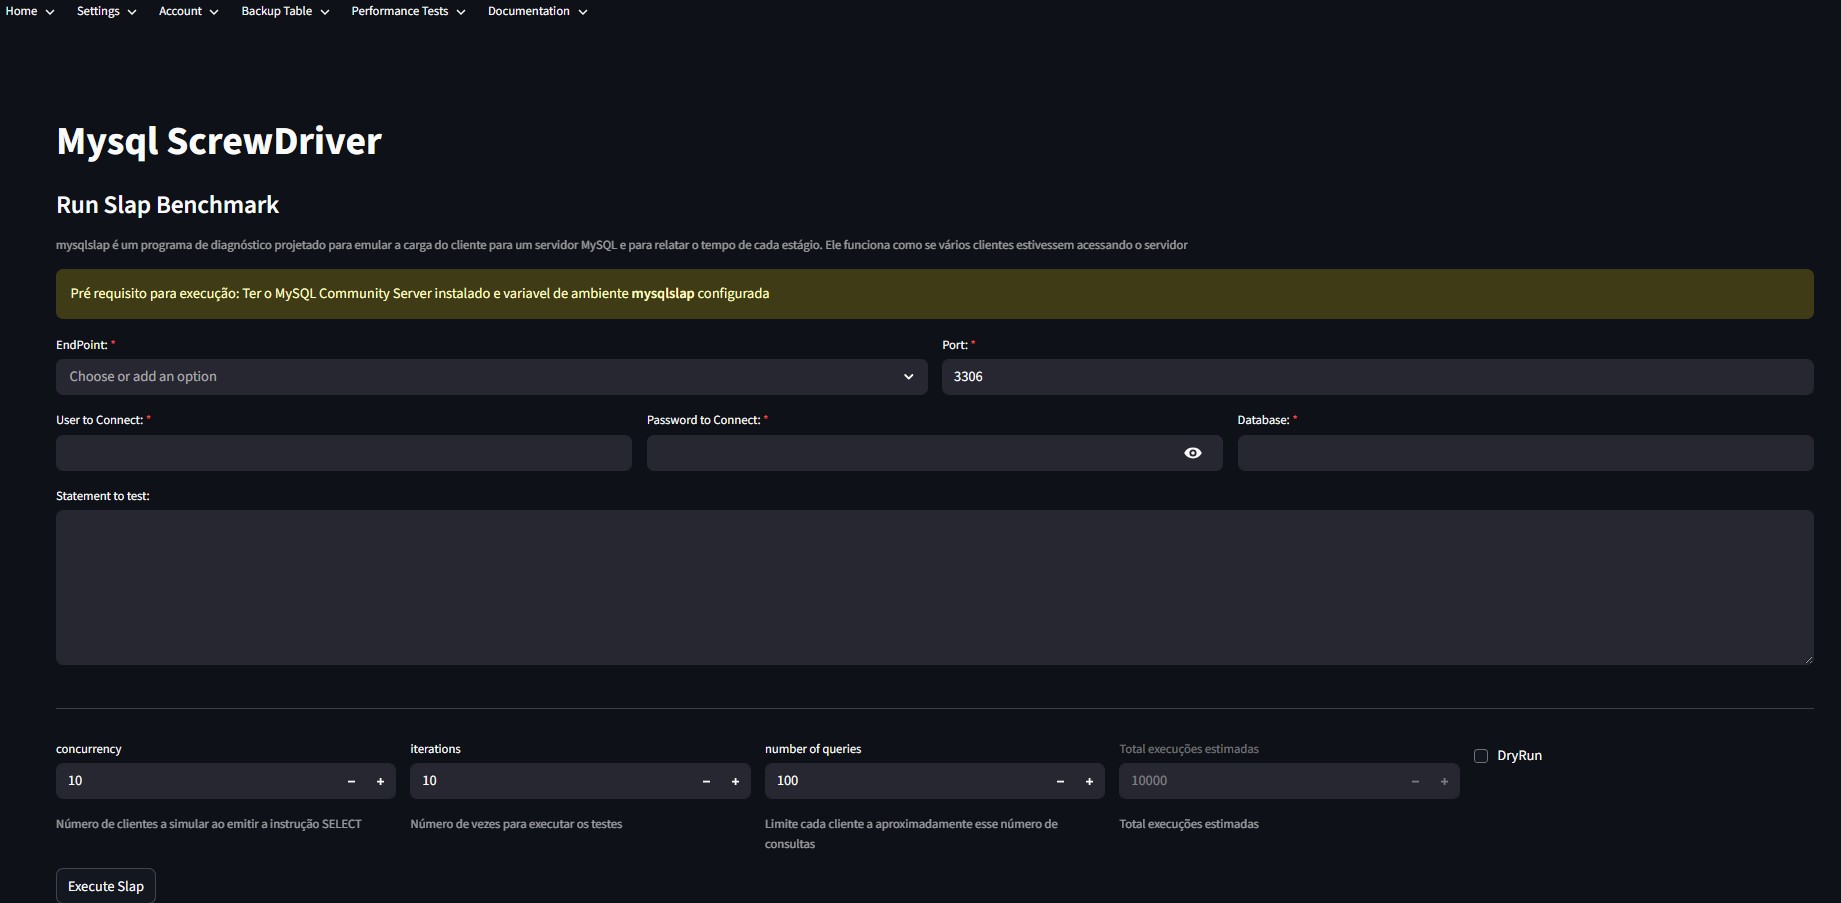 Home Settings Account Backup Table Performance Tests Documentation
Mysql ScrewDriver
Run Slap Benchmark
mysqlslap é um programa de diagnóstico projetado para emular a carga do cliente para um servidor MySQL e para relatar o tempo de cada estágio. Ele funciona como se vários clientes estivessem acessando o servidor
Pré requisito para execução: Ter o MySQL Community Server instalado e variavel de ambiente mysqlslap configurada
EndPoint: * Port: *
Choose or add an option 3306
User to Connect: * Password to Connect: * Database: *
Statement to test:
concurrency iterations number of queries Total execuções estimadas
10 - + 10 - + 100 - + 10000 - + DryRun
Número de clientes a simular ao emitir a instrução SELECT Número de vezes para executar os testes Limite cada cliente a aproximadamente esse número de Total execuções estimadas
consultas
Execute Slap